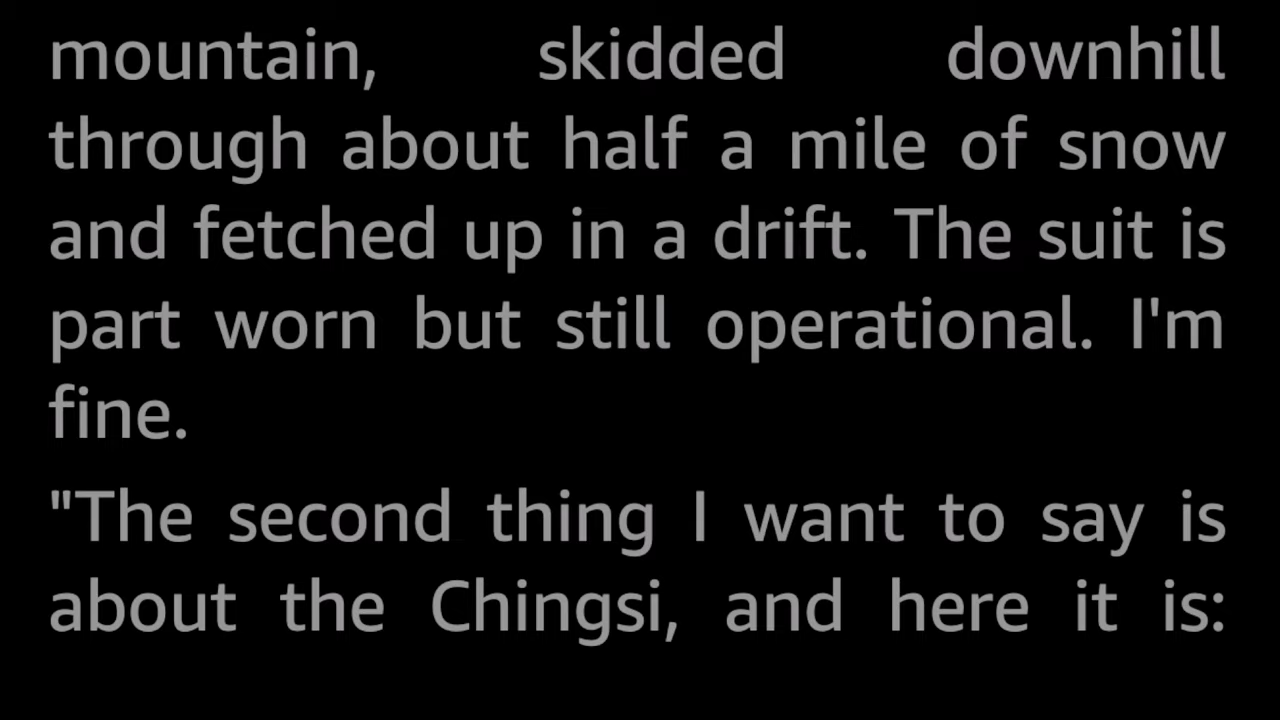 mountain, skidded downhill
through about half a mile of snow
and fetched up in a drift. The suit is
part worn but still operational. I'm
fine.
"The second thing I want to say is
about the Chingsi, and here it is: